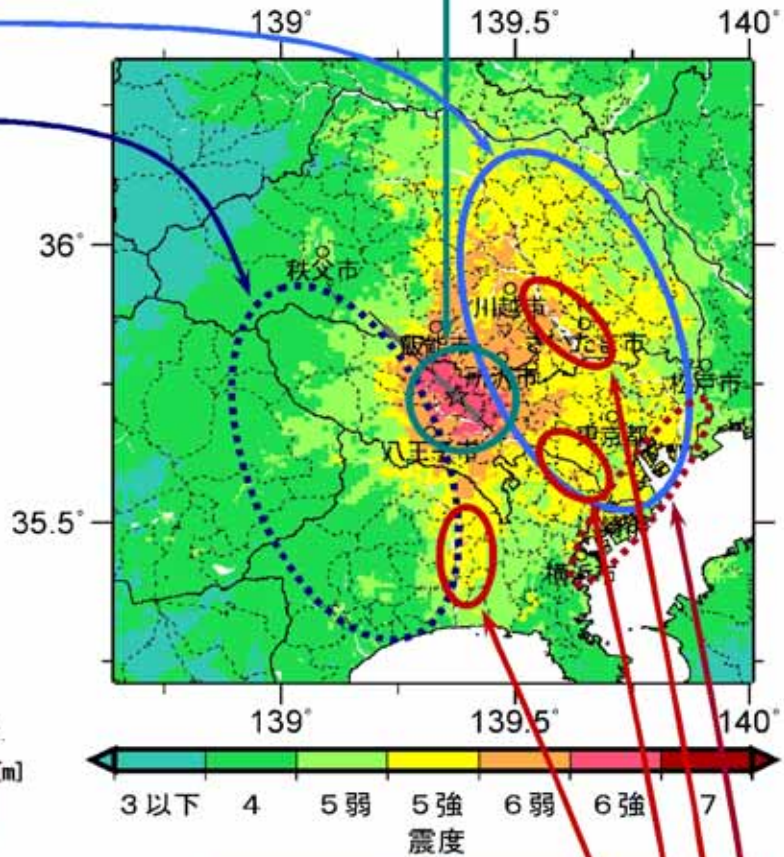 139° 139.5° 140°
36°
秩父市
川越市
さいたま市
飯能市
所沢市
松戸市
東京都
八王子市
35.5°
横浜市
139° 139.5° 140°
m]
3以下 4 5弱 5強 6弱 6強 7
震度